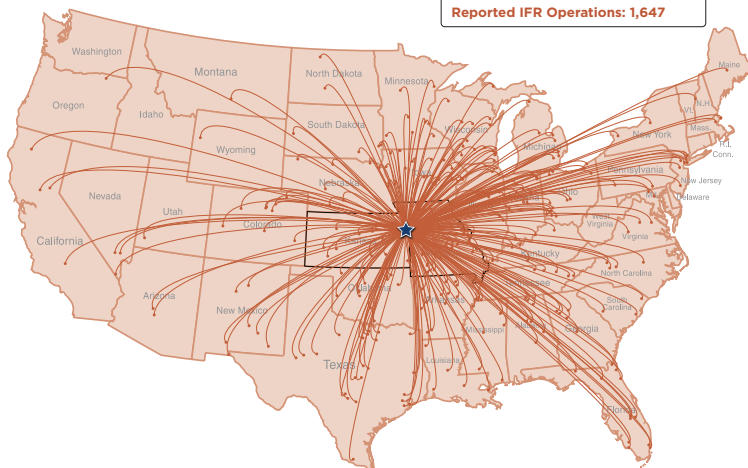 Reported IFR Operations: 1,647
Washington
Montana
North Dakota
Minnesota
Maine
Oregon
Idaho
South Dakota
Wisconsin
Michigan
Vt.
N.H.
New York
Mass.
R.I.
Conn.
Wyoming
Nebraska
Pennsylvania
New Jersey
Delaware
Nevada
Utah
Colorado
West
Virginia
Virginia
California
Kentucky
North Carolina
Arizona
New Mexico
Oklahoma
Arkansas
South
Carolina
Mississippi
Georgia
Texas
Louisiana
Florida